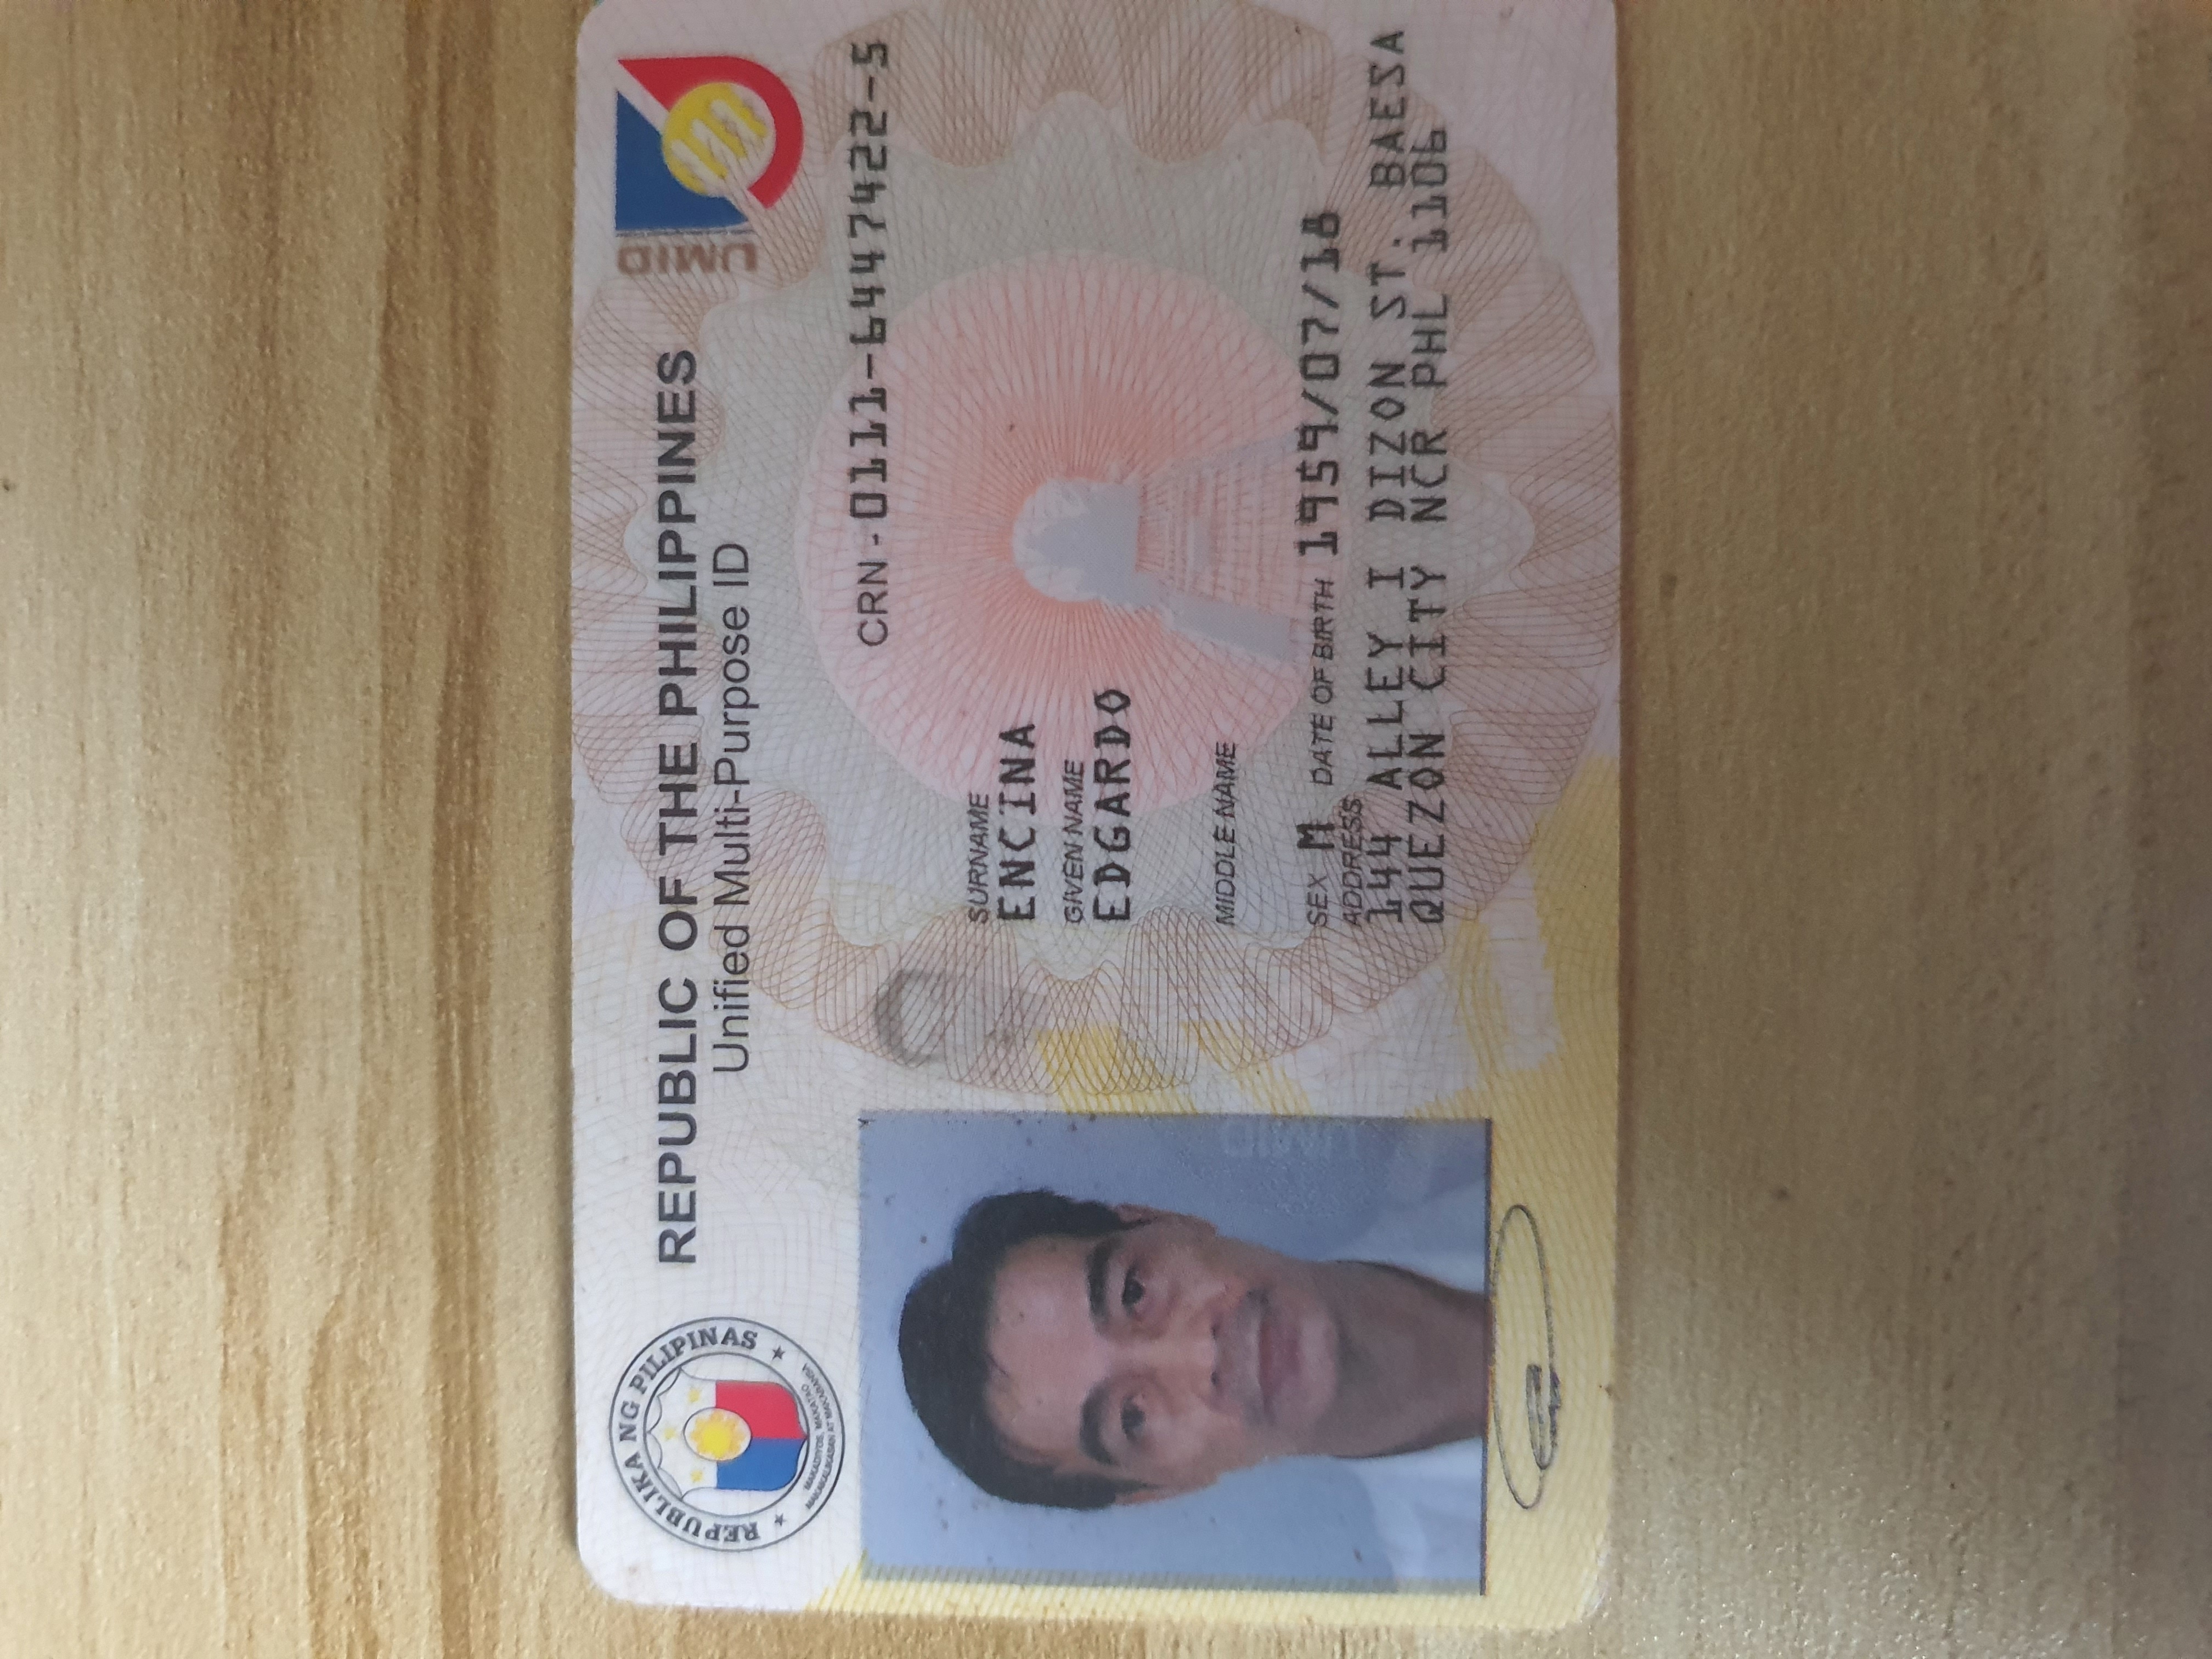 REPUBLIKA NG PILIPINAS
MAKADIYOS, MAKATAO
MAKAKALIKASAN AT MAKABANSA
REPUBLIC OF THE PHILIPPINES
Unified Multi-Purpose ID
UMID
CRN - 0111-6447422-5
SURNAME
ENCINA
GIVEN NAME
EDGARDO
MIDDLE NAME
SEX M DATE OF BIRTH 1959/07/18
ADDRESS
144 ALLEY I DIZON ST. BAESA
QUEZON CITY NCR PHL 1106
UMID